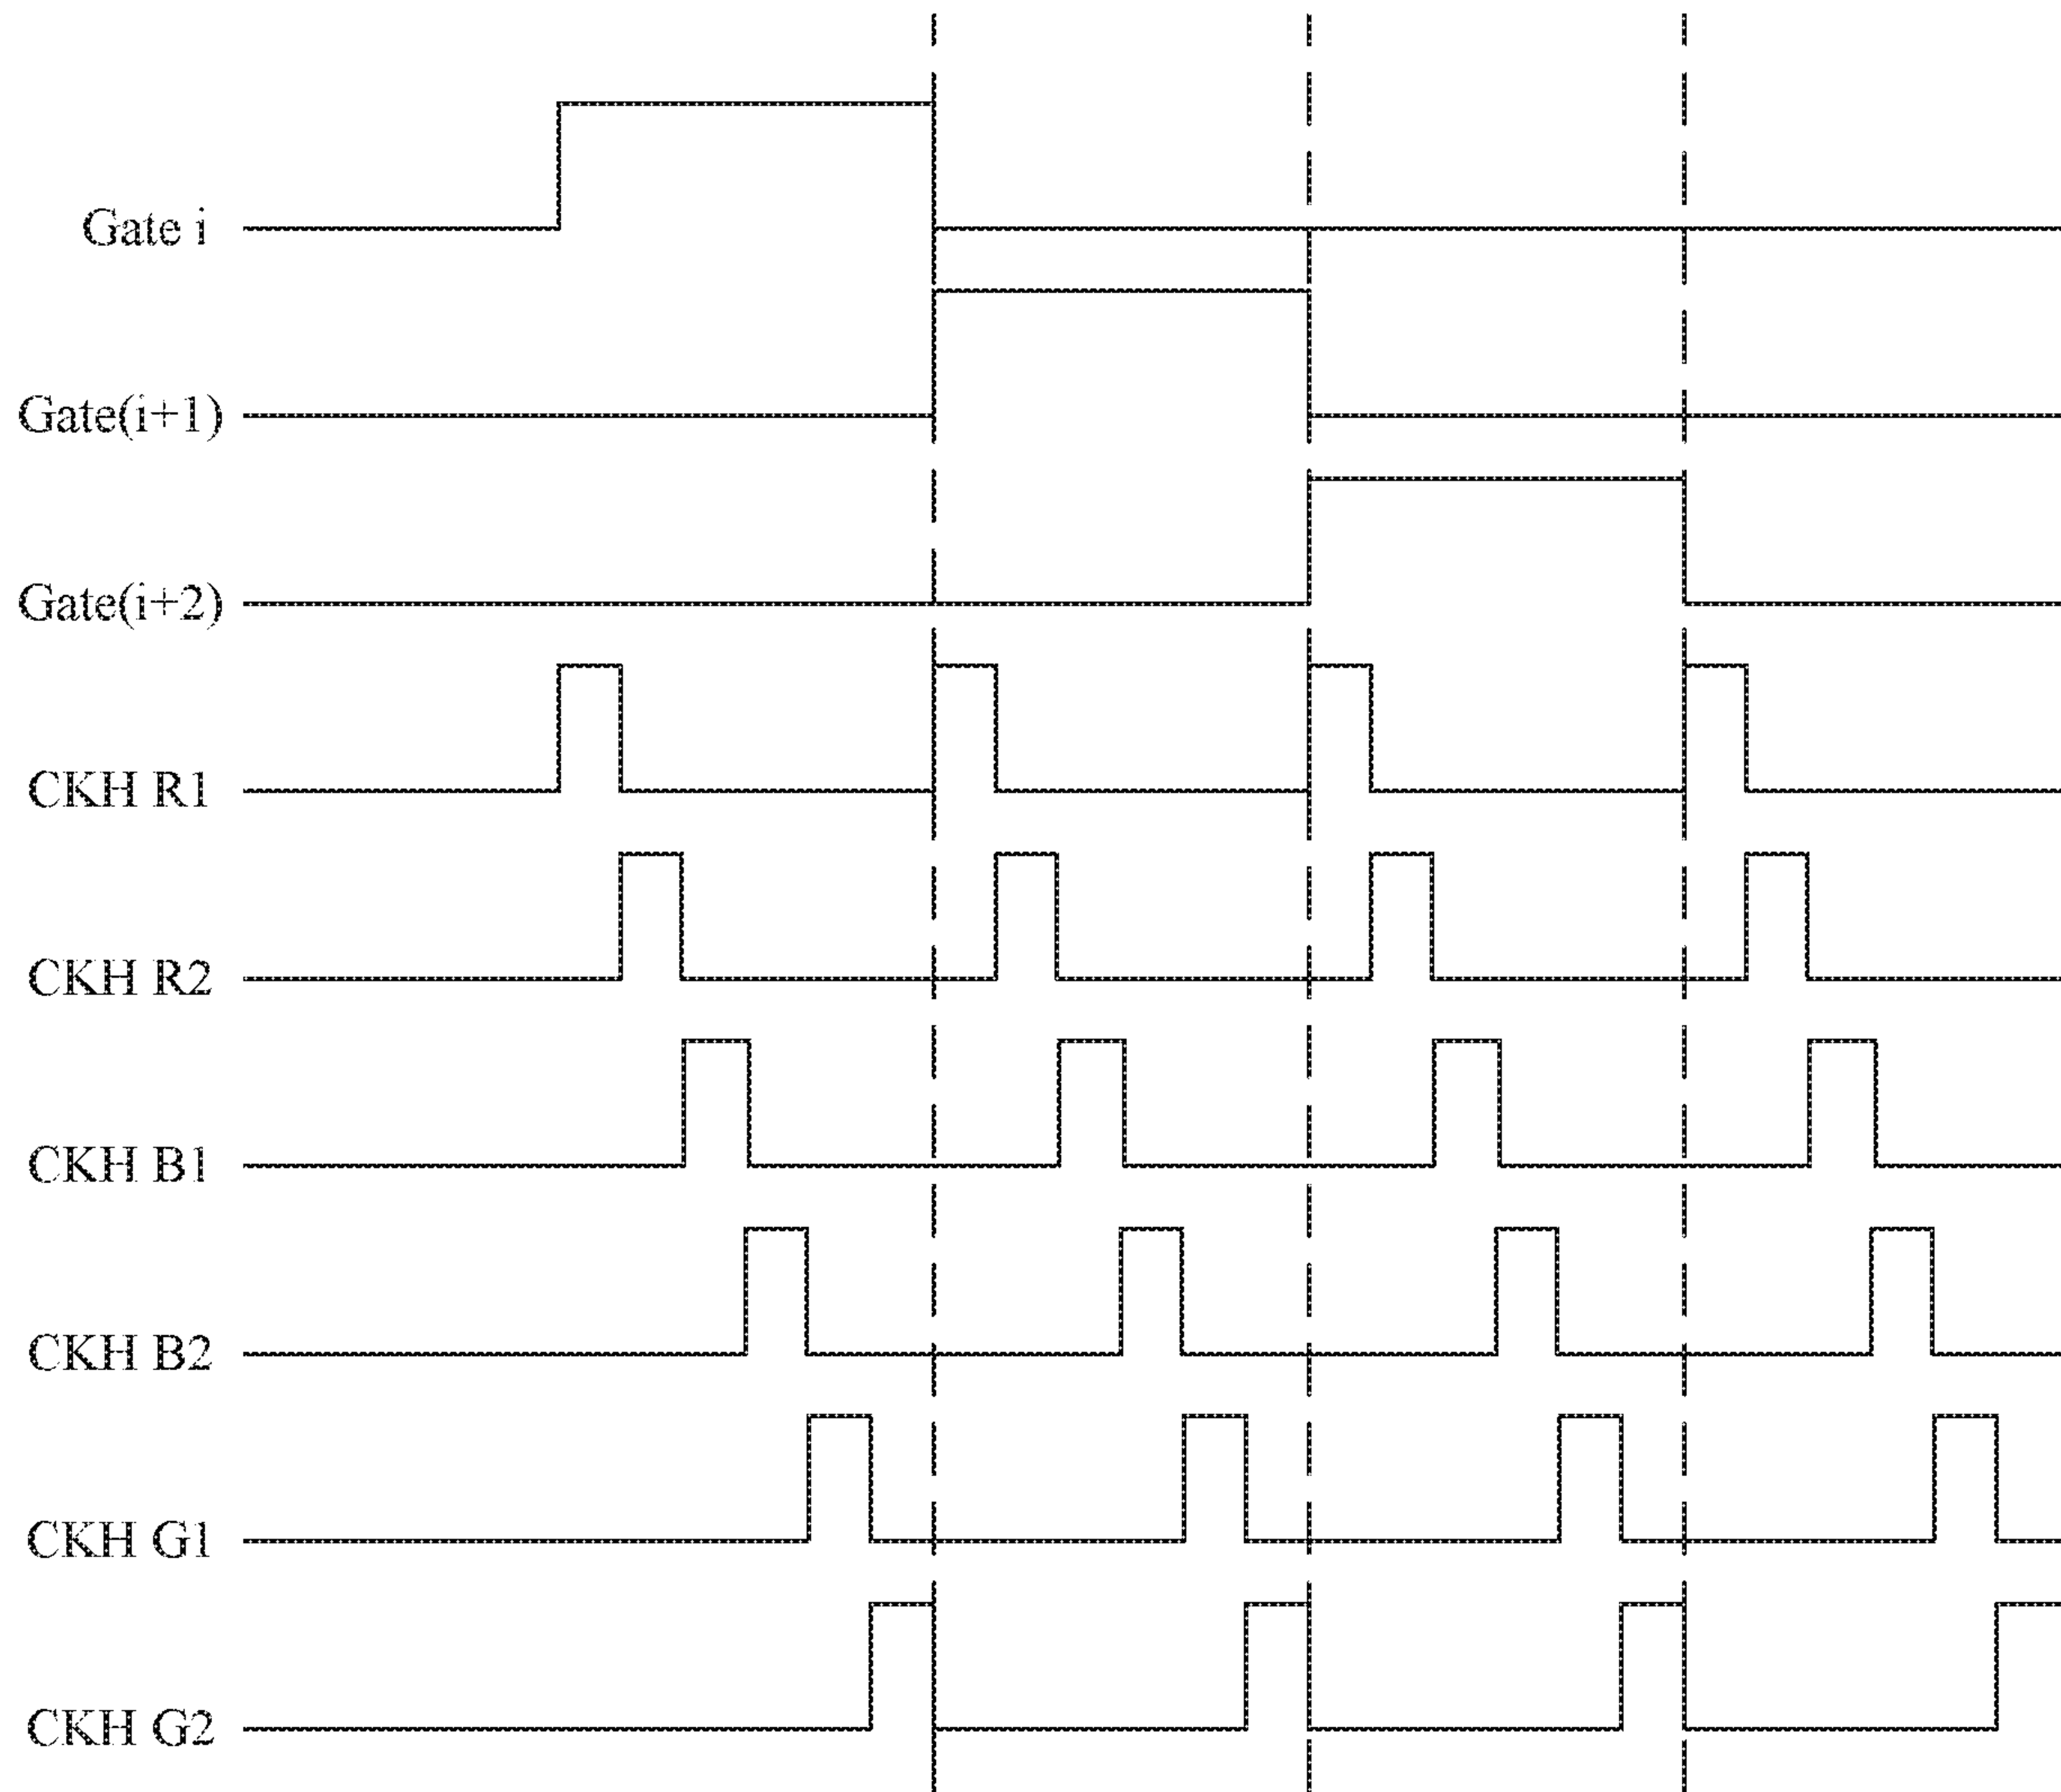 Gate i
Gate(i+1)
Gate(i+2)
CKH R1
CKH R2
CKH B1
CKH B2
CKH G1
CKH G2